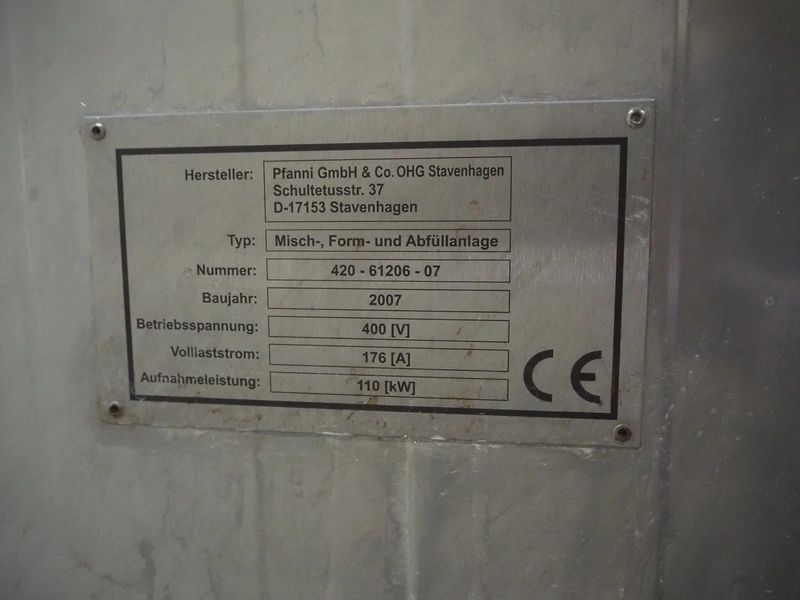 Hersteller: Pfanni GmbH & Co. OHG Stavenhagen
Schultetusstr. 37
D-17153 Stavenhagen
Typ: Misch-, Form- und Abfüllanlage
Nummer: 420 - 61206 - 07
Baujahr: 2007
Betriebsspannung: 400 [V]
Volllaststrom: 176 [A]
Aufnahmeleistung: 110 [kW]
CE